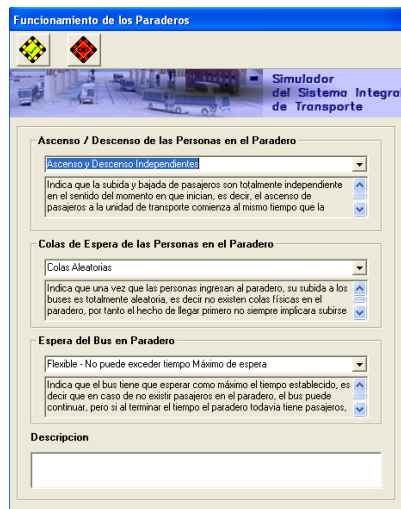 Funcionamiento de los Paraderos
Simulador
del Sistema Integra
de Transporte
Ascenso / Descenso de las Personas en el Paradero
Ascenso y Descenso Independientes
Indica que la subida y bajada de pasajeros son totalmente independiente
en el sentido del momento en que inician, es decir, el ascenso de
pasajeros a la unidad de transporte comienza al mismo tiempo que la
Colas de Espera de las Personas en el Paradero
Colas Aleatorias
Indica que una vez que las personas ingresan al paradero, su subida a los
buses es totalmente aleatoria, es decir no existen colas físicas en el
paradero, por tanto el hecho de llegar primero no siempre implicara subirse
Espera del Bus en Paradero
Flexible - No puede exceder tiempo Máximo de espera
Indica que el bus tiene que esperar como máximo el tiempo establecido, es
decir que en caso de no existir pasajeros en el paradero, el bus puede
continuar, pero si al terminar el tiempo el paradero todavia tiene pasajeros,
Descripcion